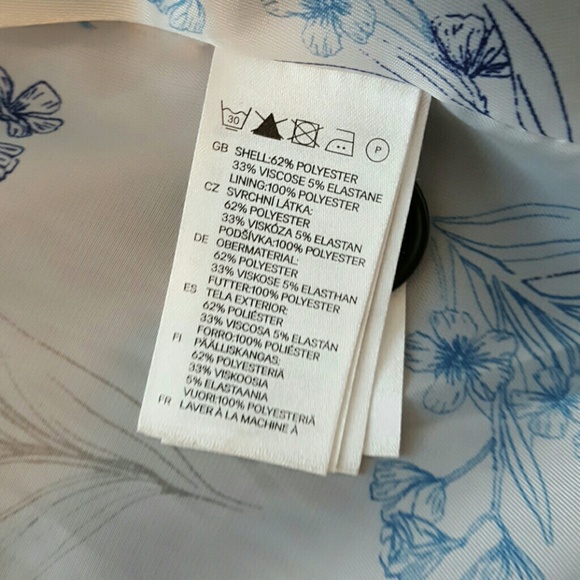 30
P
GB SHELL:62% POLYESTER
33% VISCOSE 5% ELASTANE
LINING:100% POLYESTER
CZ SVRCHNÍ LÁTKA:
62% POLYESTER
33% VISKÓZA 5% ELASTAN
PODŠÍVKA:100% POLYESTER
DE OBERMATERIAL:
62% POLYESTER
33% VISKOSE 5% ELASTHAN
FUTTER:100% POLYESTER
ES TELA EXTERIOR:
62% POLIÉSTER
33% VISCOSA 5% ELASTÁN
FORRO:100% POLIÉSTER
FI PÄÄLLISKANGAS:
62% POLYESTERIÄ
33% VISKOOSIA
5% ELASTAANIA
VUORI:100% POLYESTERIÄ
FR LAVER À LA MACHINE À